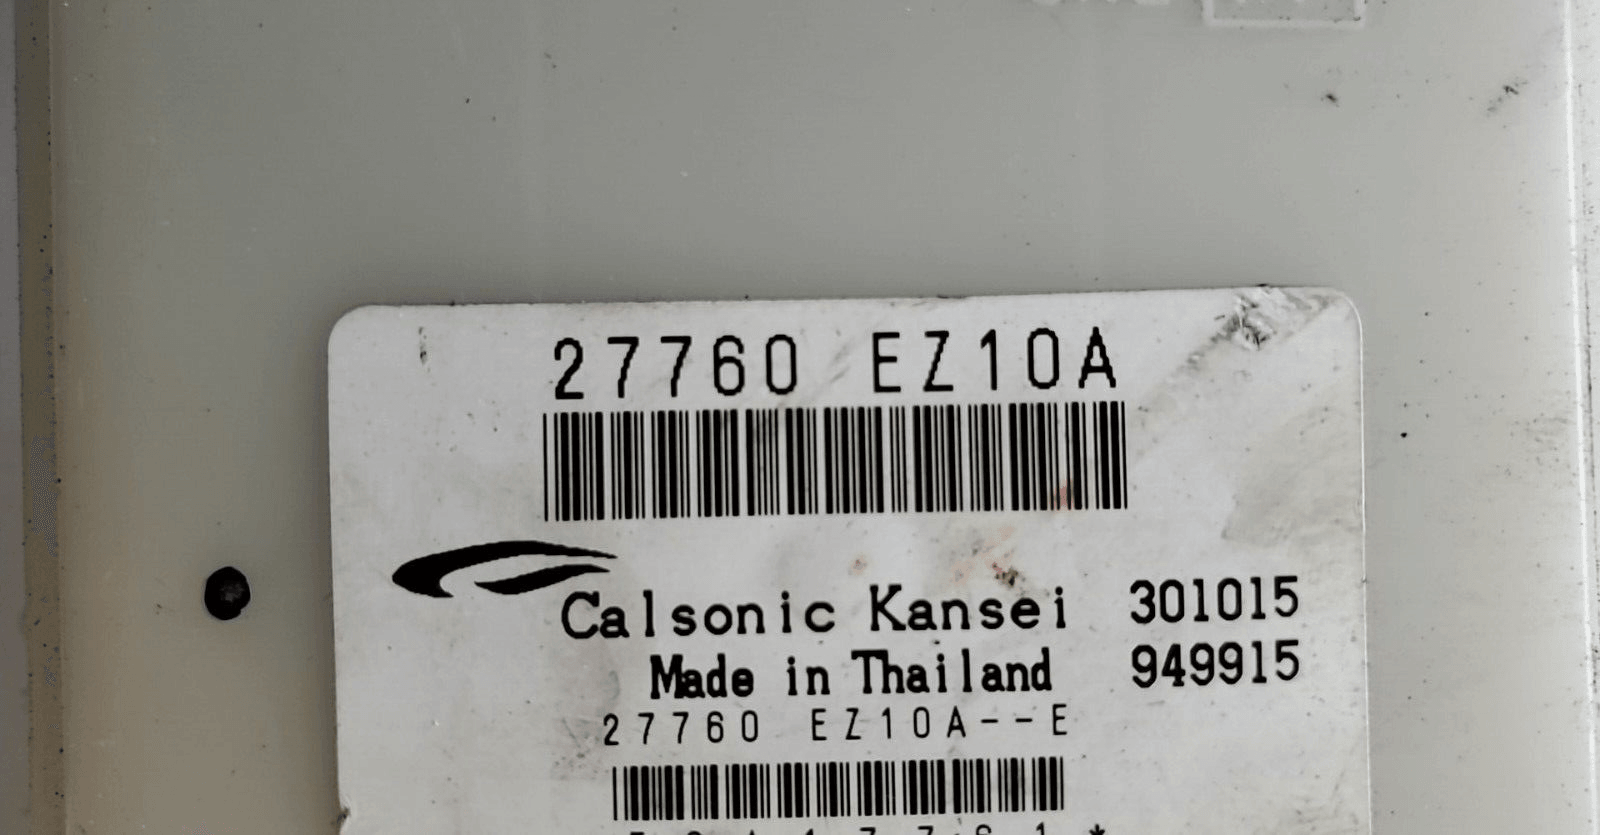 27760 EZ10A
Calsonic Kansei 301015
Made in Thailand 949915
27760 EZ10A--E